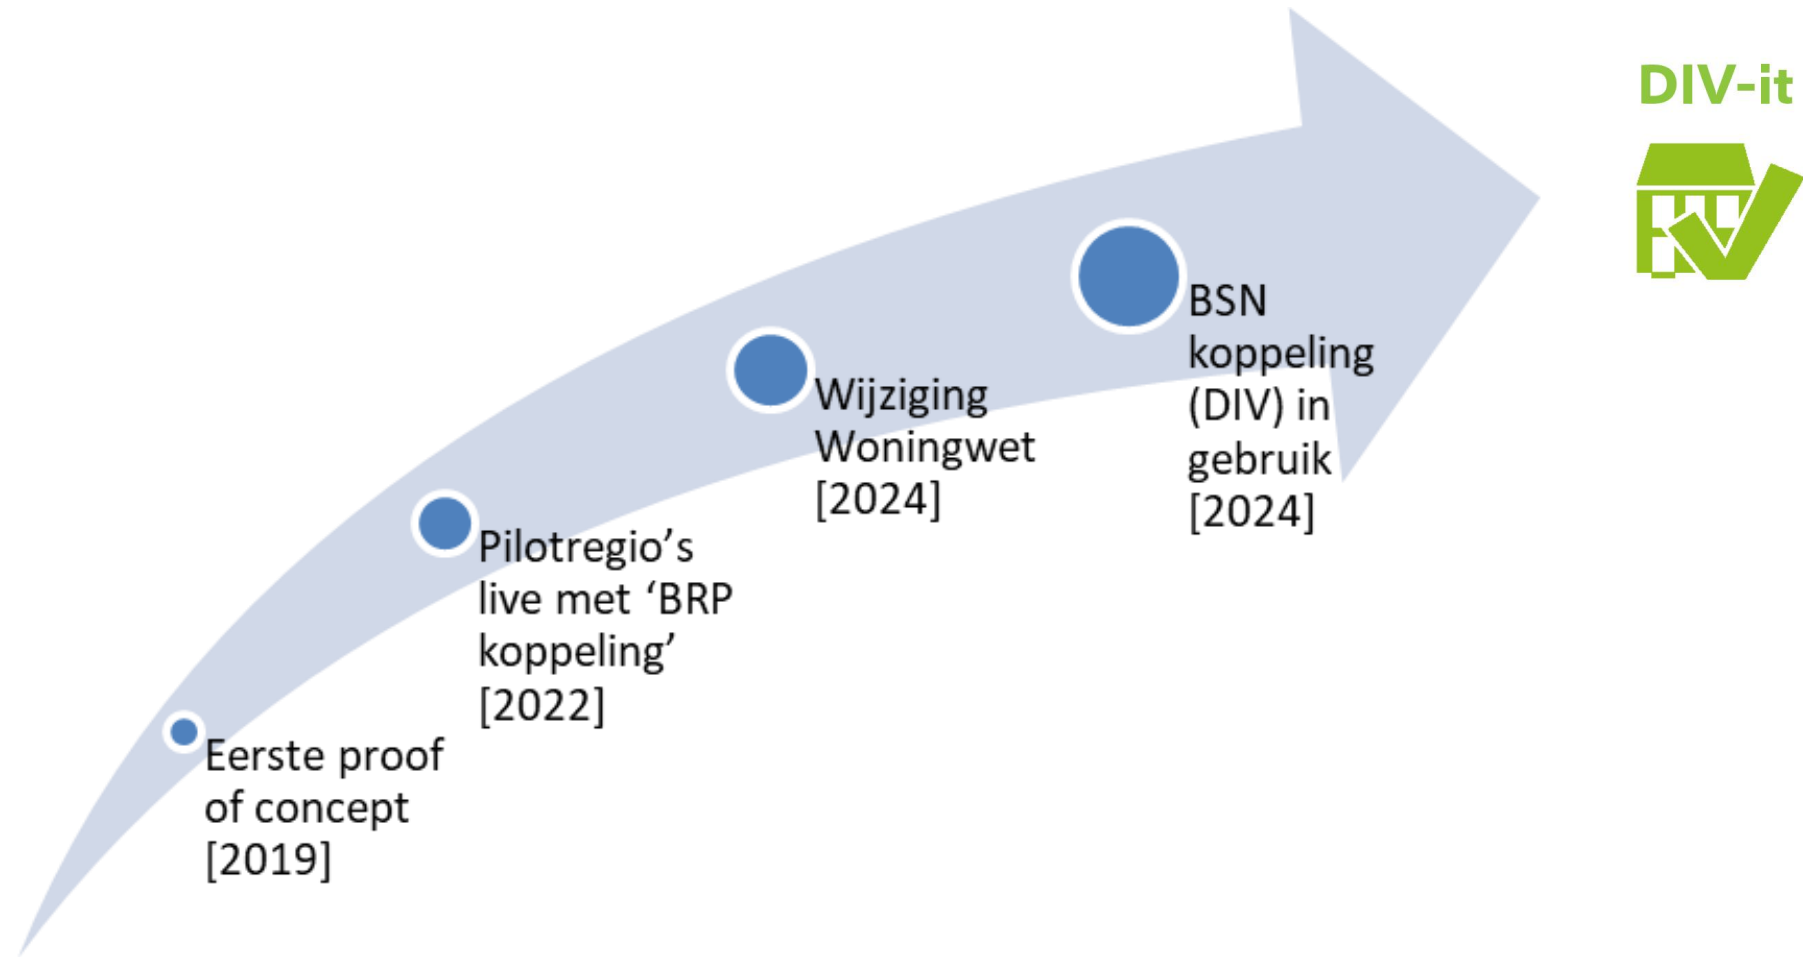 DIV-it
BSN
koppeling
(DIV) in
gebruik
[2024]
Wijziging
Woningwet
[2024]
Pilotregio’s
live met ‘BRP
koppeling’
[2022]
Eerste proof
of concept
[2019]